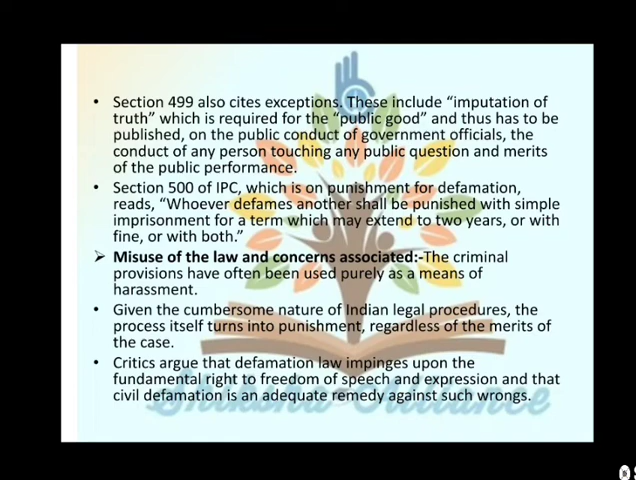 • Section 499 also cites exceptions. These include “imputation of
truth” which is required for the “public good” and thus has to be
published, on the public conduct of government officials, the
conduct of any person touching any public question and merits
of the public performance.
• Section 500 of IPC, which is on punishment for defamation,
reads, “Whoever defames another shall be punished with simple
imprisonment for a term which may extend to two years, or with
fine, or with both.”
➢ Misuse of the law and concerns associated:-The criminal
provisions have often been used purely as a means of
harassment.
• Given the cumbersome nature of Indian legal procedures, the
process itself turns into punishment, regardless of the merits of
the case.
• Critics argue that defamation law impinges upon the
fundamental right to freedom of speech and expression and that
civil defamation is an adequate remedy against such wrongs.
Shiksha Alliance